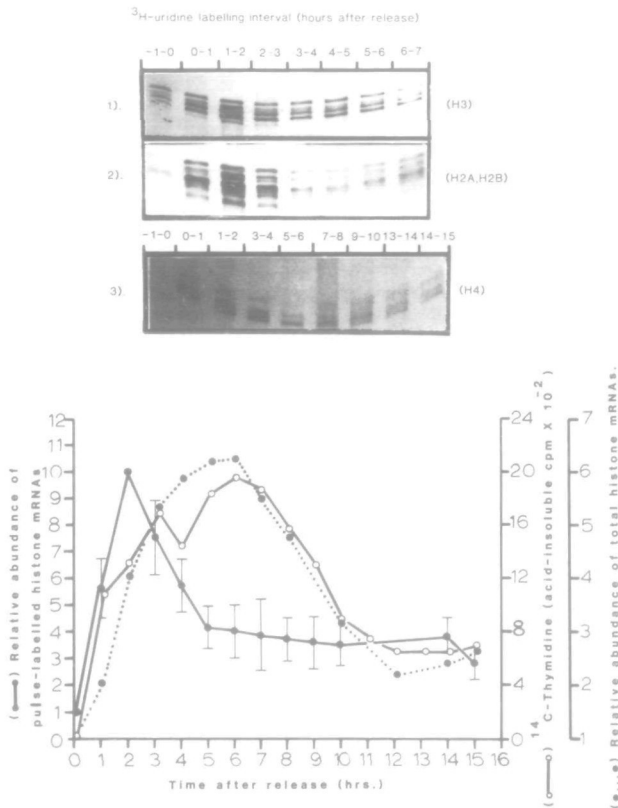 ³H-uridine labelling interval (hours after release)
-1-0 0-1 1-2 2-3 3-4 4-5 5-6 6-7
1). (H3)
2). (H2A,H2B)
-1-0 0-1 1-2 3-4 5-6 7-8 9-10 13-14 14-15
3). (H4)
(●—●) Relative abundance of
pulse-labelled histone mRNAs
12
11
10
9
8
7
6
5
4
3
2
1
0
24
20
16
12
8
4
0
¹⁴C-Thymidine (acid-insoluble cpm X 10⁻²)
(○—○)
7
6
5
4
3
2
1
(●...●) Relative abundance of total histone mRNAs.
0 1 2 3 4 5 6 7 8 9 10 11 12 13 14 15 16
Time after release (hrs.)